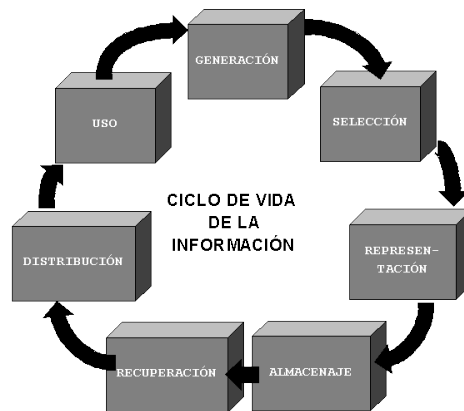 GENERACIÓN
SELECCIÓN
REPRESEN-
TACIÓN
ALMACENAJE
RECUPERACIÓN
DISTRIBUCIÓN
USO
CICLO DE VIDA
DE LA
INFORMACIÓN